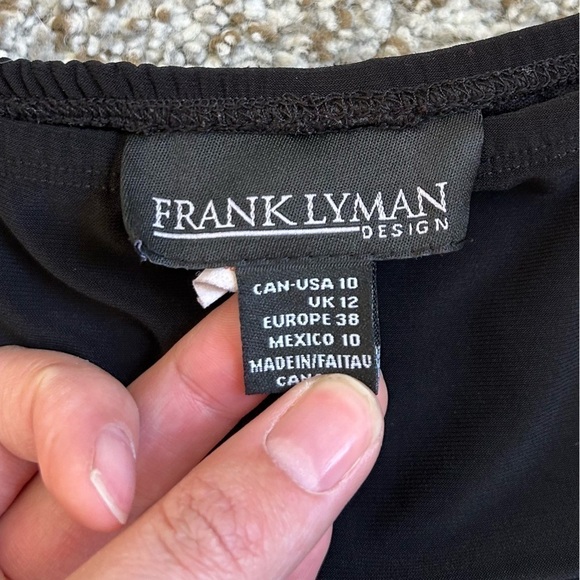 FRANK LYMAN
DESIGN
CAN-USA 10
UK 12
EUROPE 38
MEXICO 10
MADEIN/FAITAU